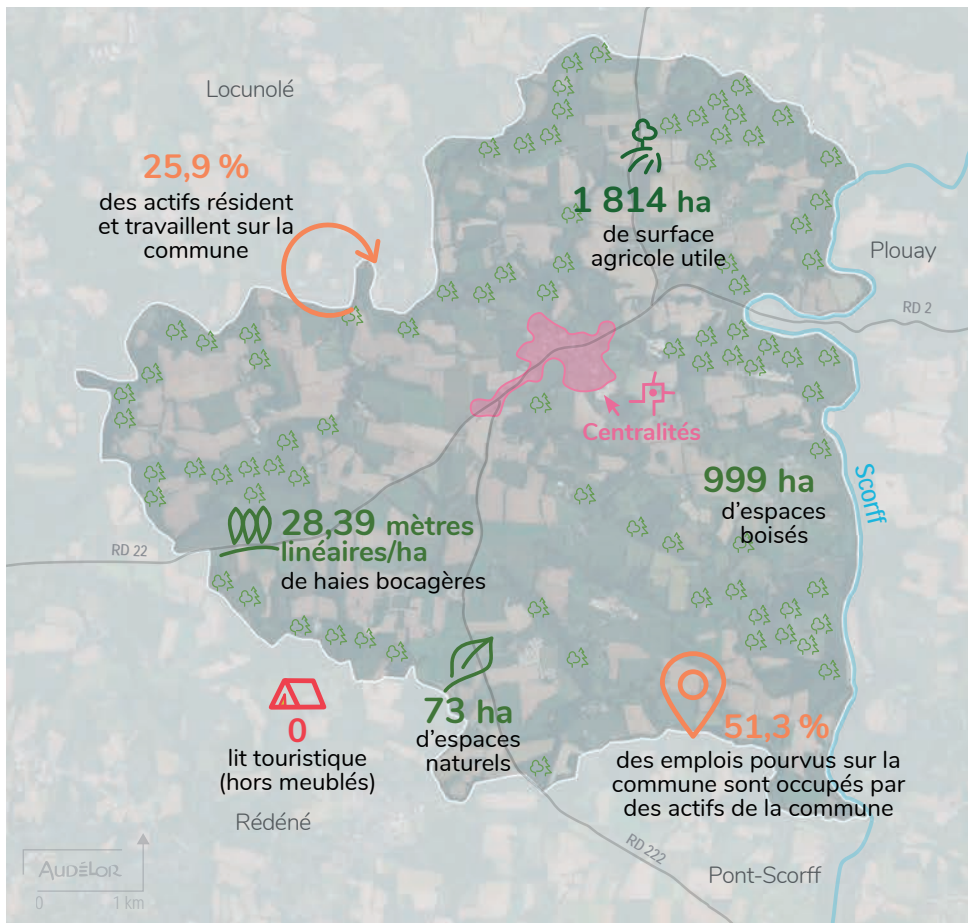 Locunolé
25,9 %
des actifs résident
et travaillent sur la
commune
1 814 ha
de surface
agricole utile
Plouay
RD 2
Centralités
999 ha
d'espaces
boisés
Scorff
28,39 mètres
linéaires/ha
de haies bocagères
RD 22
0
lit touristique
(hors meublés)
73 ha
d'espaces
naturels
51,3 %
des emplois pourvus sur la
commune sont occupés par
des actifs de la commune
Rédéné
RD 222
Pont-Scorff
AUDÉLOR
0 1 km